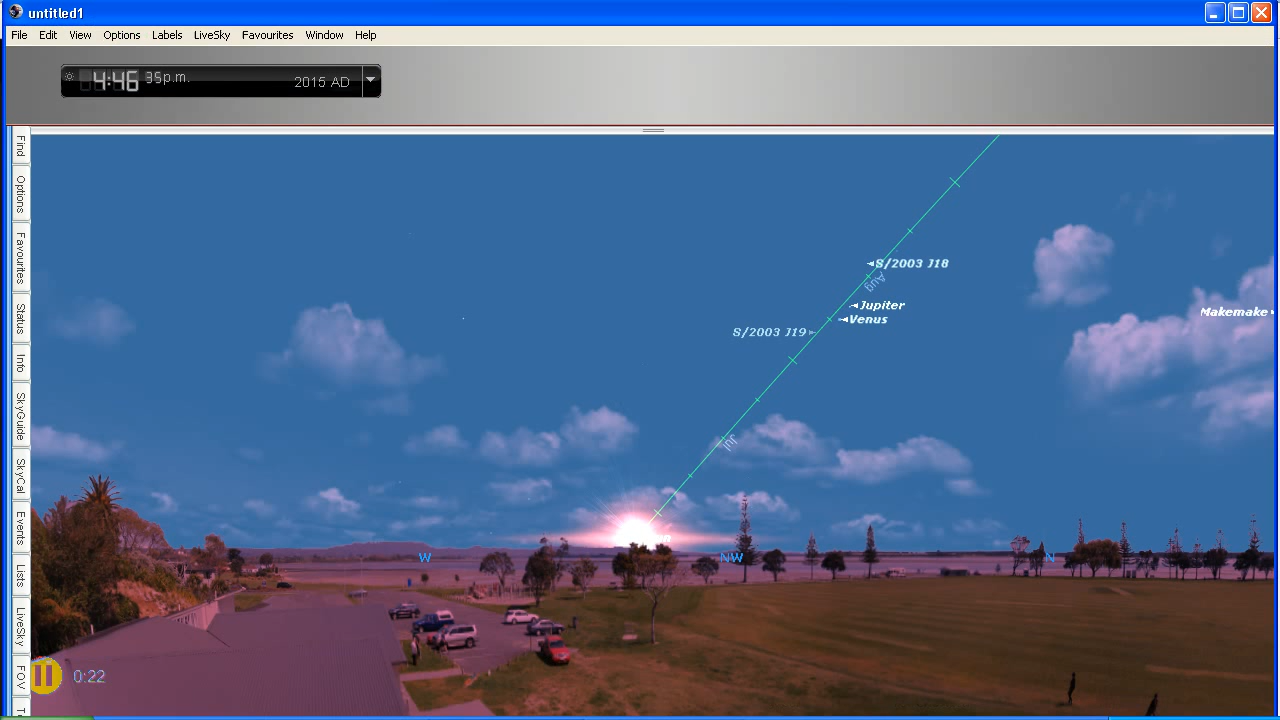 untitled1
File Edit View Options Labels LiveSky Favourites Window Help
4:46 35p.m. 2015 AD
Find
Options
Favourites
Status
Info
SkyGuide
SkyCal
Events
Lists
LiveSky
FOV
S/2003 J18
Aug
Jupiter
Venus
S/2003 J19
Makemake
Jul
W
NW
N
0:22